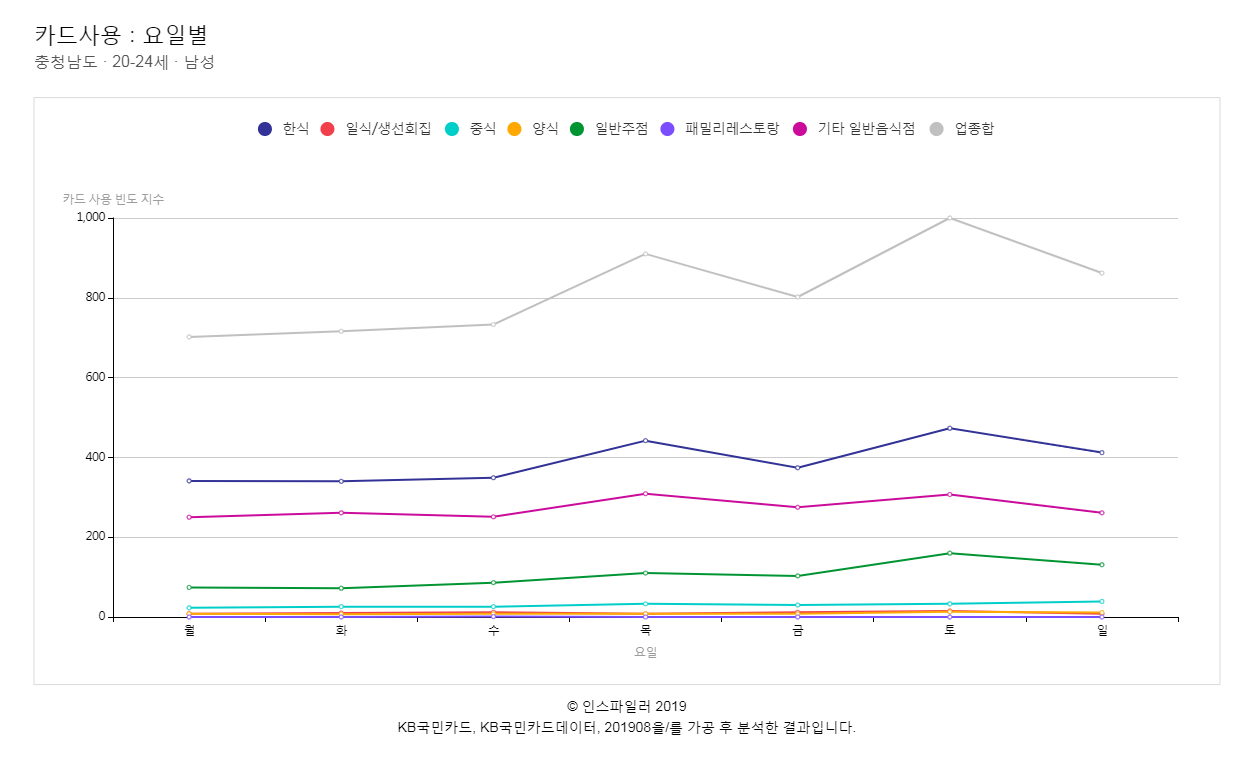 카드사용 : 요일별
충청남도 · 20-24세 · 남성
한식 일식/생선회집 중식 양식 일반주점 패밀리레스토랑 기타 일반음식점 업종합
카드 사용 빈도 지수
1,000
800
600
400
200
0
월 화 수 목 금 토 일
요일
© 인스파일러 2019
KB국민카드, KB국민카드데이터, 201908을/를 가공 후 분석한 결과입니다.